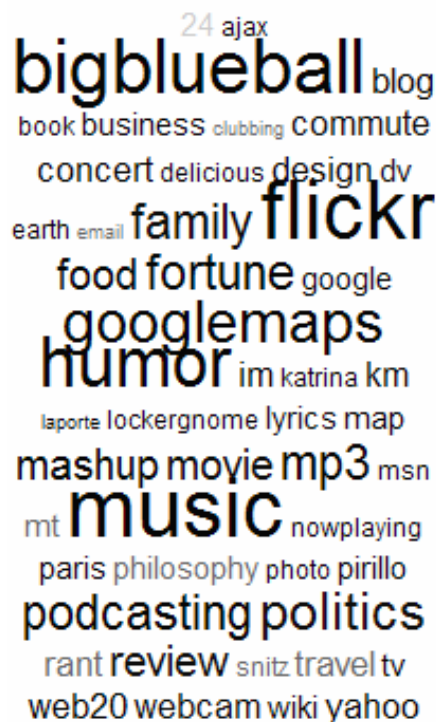 24 ajax
bigblueball blog
book business clubbing commute
concert delicious design dv
earth email family flickr
food fortune google
googlemaps
humor im katrina km
laporte lockergnome lyrics map
mashup movie mp3 msn
mt music nowplaying
paris philosophy photo pirillo
podcasting politics
rant review snitz travel tv
web20 webcam wiki yahoo